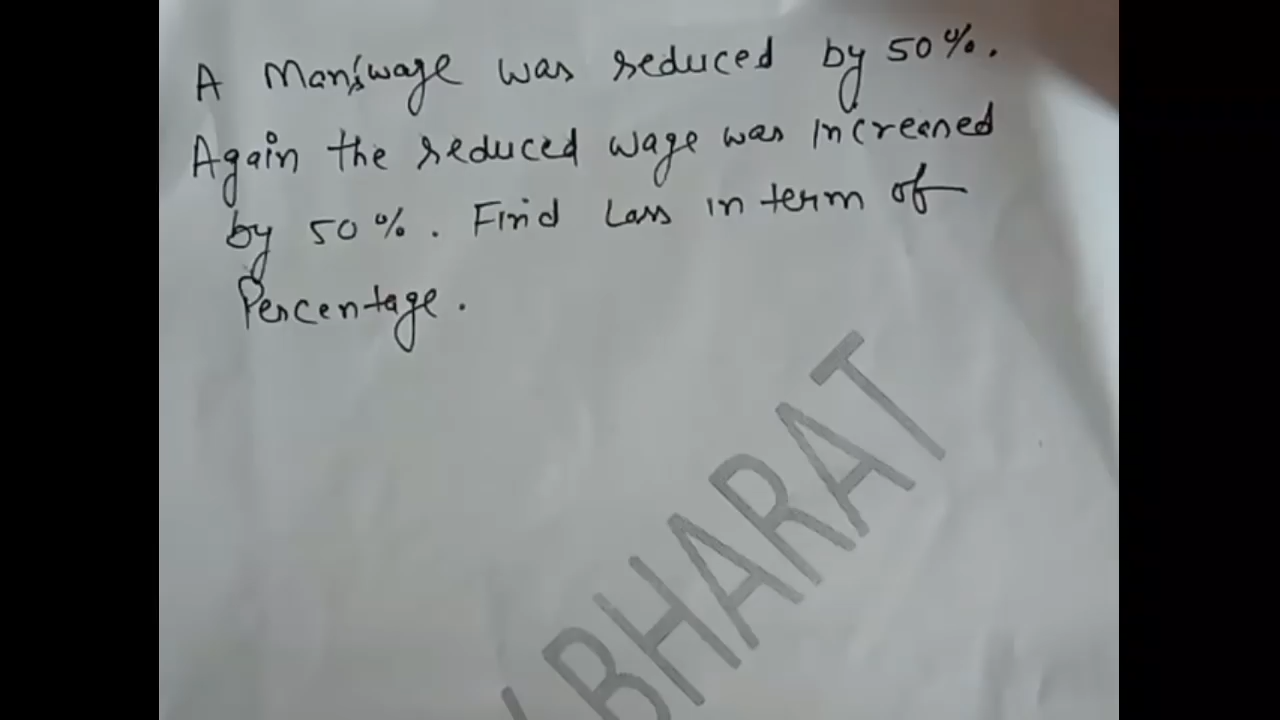 A Man's wage was reduced by 50%.
Again the reduced wage was increened
by 50%. Find Loss in term of
Percentage.
BHARAT